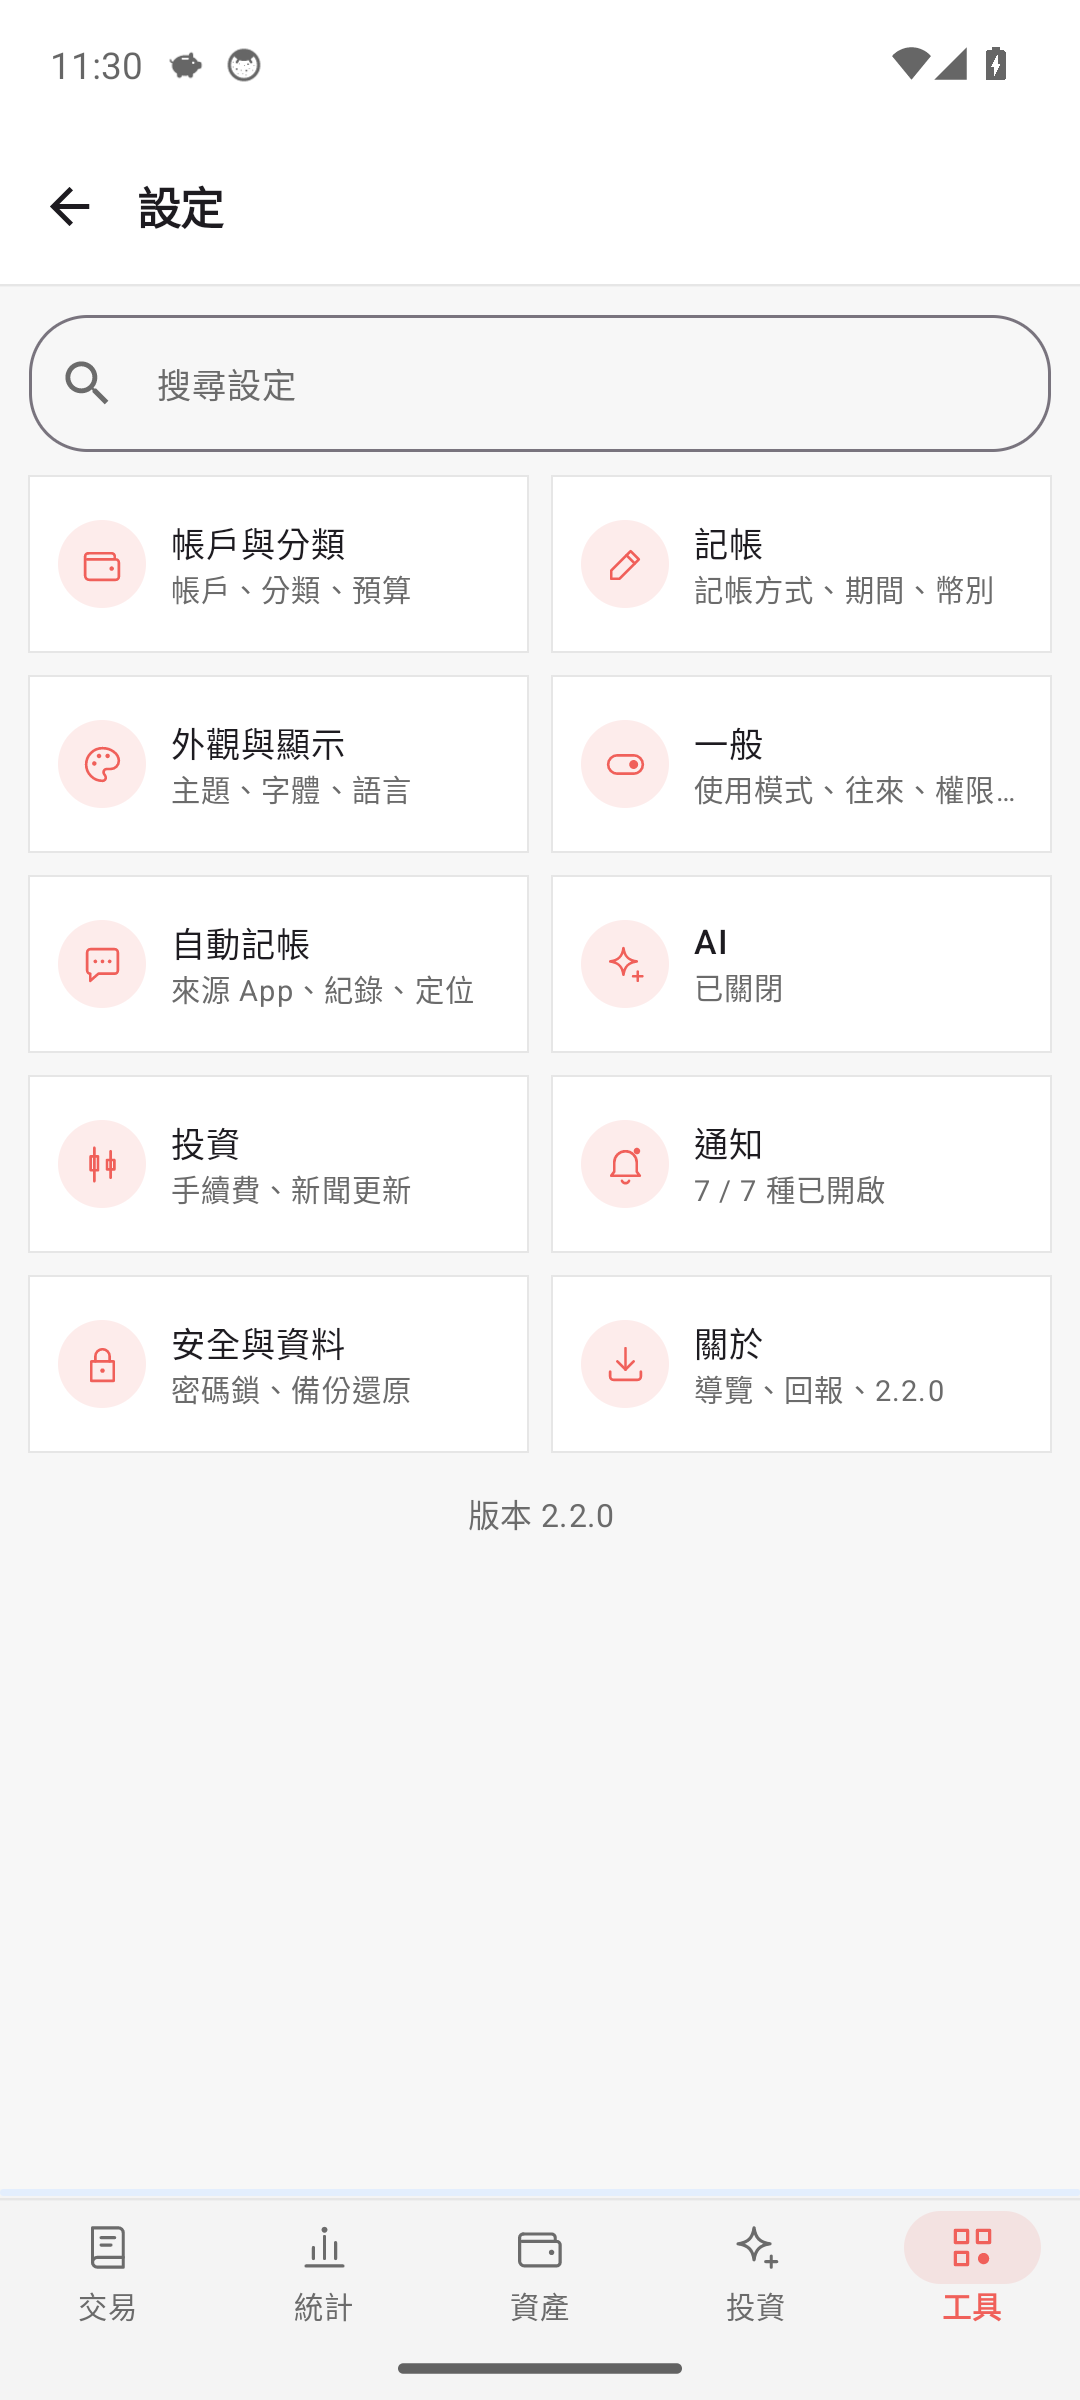 11:30
設定
搜尋設定
帳戶與分類
帳戶、分類、預算
記帳
記帳方式、期間、幣別
外觀與顯示
主題、字體、語言
一般
使用模式、往來、權限…
自動記帳
來源 App、紀錄、定位
AI
已關閉
投資
手續費、新聞更新
通知
7 / 7 種已開啟
安全與資料
密碼鎖、備份還原
關於
導覽、回報、2.2.0
版本 2.2.0
交易
統計
資產
投資
工具